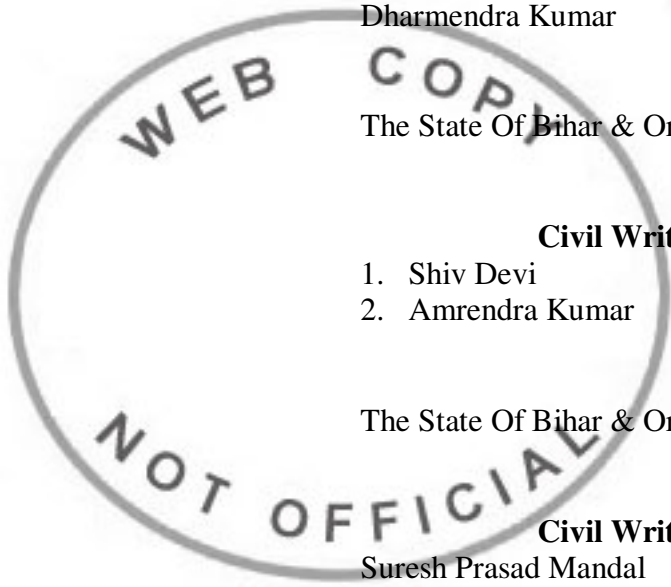 Dharmendra Kumar
WEB COPY
The State Of Bihar & Or
Civil Writ
1. Shiv Devi
2. Amrendra Kumar
The State Of Bihar & Or
NOT OFFICIAL
Civil Writ
Suresh Prasad Mandal